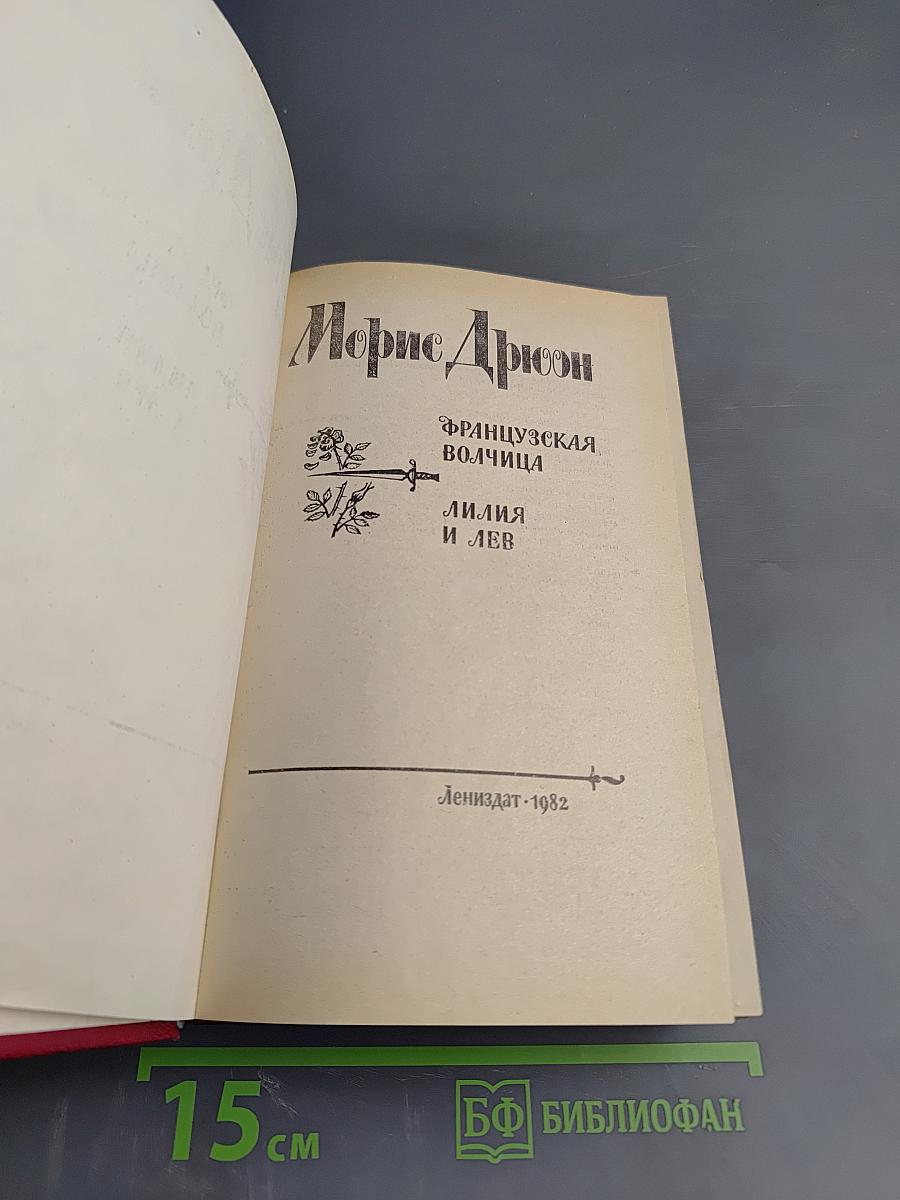 Морис Дрюон
ФРАНЦУЗСКАЯ
ВОЛЧИЦА
ЛИЛИЯ
И ЛЕВ
Лениздат·1982
15 см
БФ БИБЛИОФАН